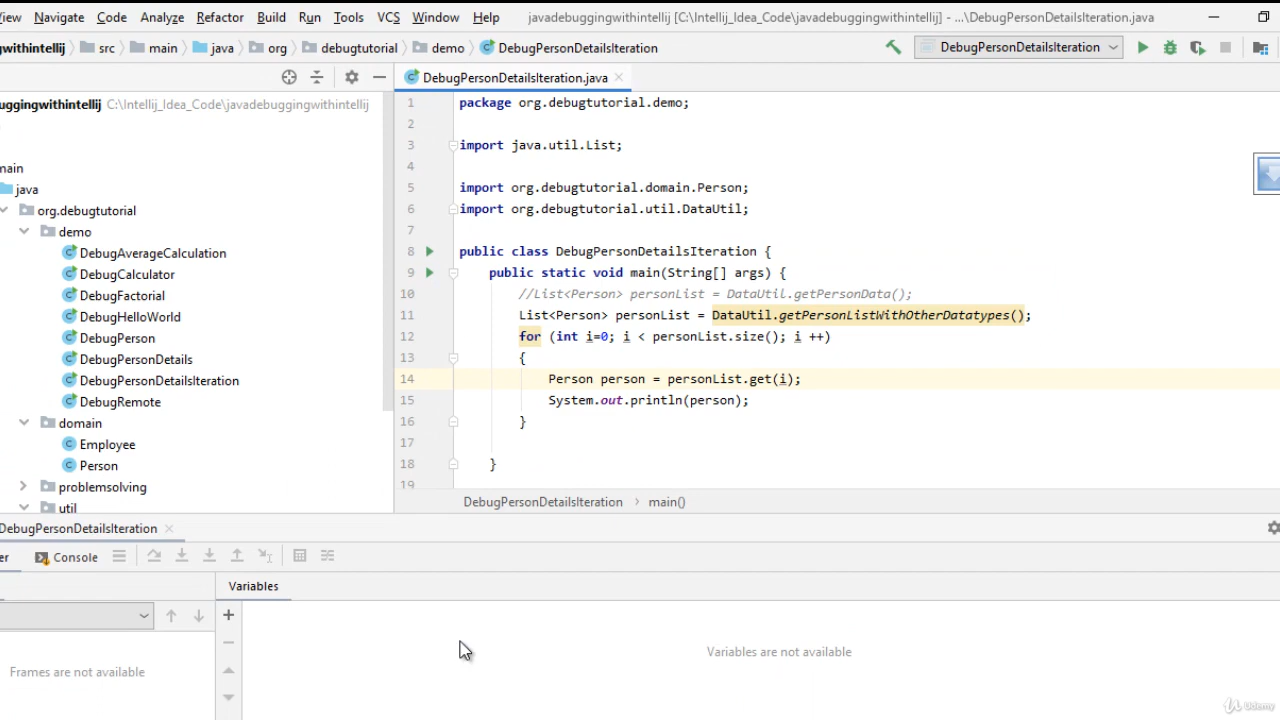 View Navigate Code Analyze Refactor Build Run Tools VCS Window Help javadebuggingwithintellij [C:\Intellij_Idea_Code\javadebuggingwithintellij] - ...\DebugPersonDetailsIteration.java
gwithintellij src main java org debugtutorial demo DebugPersonDetailsIteration DebugPersonDetailsIteration
DebugPersonDetailsIteration.java
uggingwithintellij C:\Intellij_Idea_Code\javadebuggingwithintellij
main
java
org.debugtutorial
demo
DebugAverageCalculation
DebugCalculator
DebugFactorial
DebugHelloWorld
DebugPerson
DebugPersonDetails
DebugPersonDetailsIteration
DebugRemote
domain
Employee
Person
problemsolving
util
1 package org.debugtutorial.demo;
2
3 import java.util.List;
4
5 import org.debugtutorial.domain.Person;
6 import org.debugtutorial.util.DataUtil;
7
8 public class DebugPersonDetailsIteration {
9 public static void main(String[] args) {
10 //List<Person> personList = DataUtil.getPersonData();
11 List<Person> personList = DataUtil.getPersonListWithOtherDatatypes();
12 for (int i=0; i < personList.size(); i ++)
13 {
14 Person person = personList.get(i);
15 System.out.println(person);
16 }
17
18 }
19
DebugPersonDetailsIteration main()
DebugPersonDetailsIteration
er Console
Variables
Frames are not available
Variables are not available
Udemy